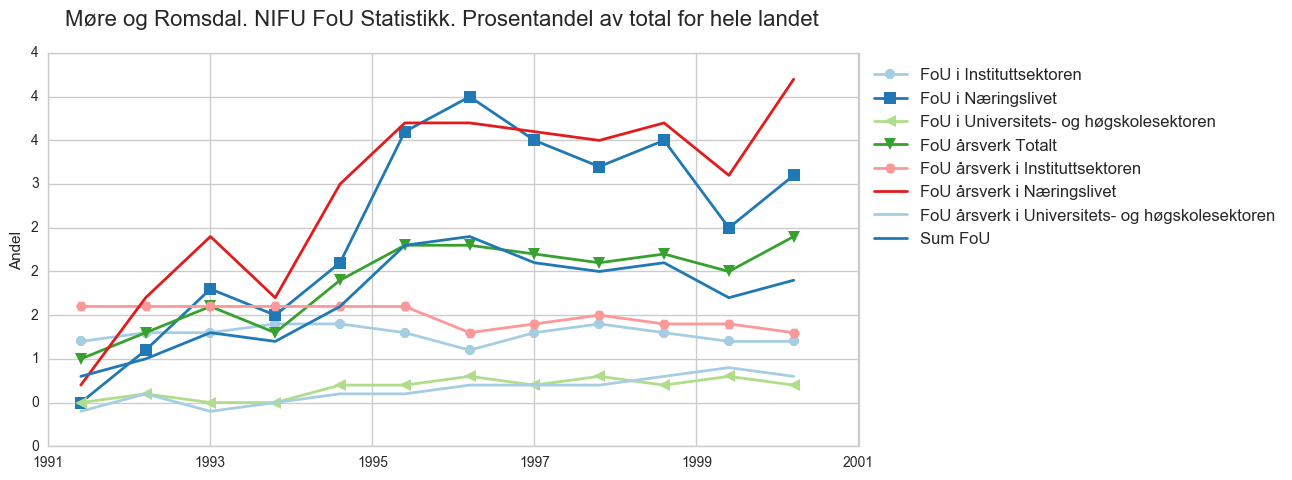 Møre og Romsdal. NIFU FoU Statistikk. Prosentandel av total for hele landet
4
4
4
3
2
2
2
1
0
0
Andel
1991 1993 1995 1997 1999 2001
FoU i Instituttsektoren
FoU i Næringslivet
FoU i Universitets- og høgskolesektoren
FoU årsverk Totalt
FoU årsverk i Instituttsektoren
FoU årsverk i Næringslivet
FoU årsverk i Universitets- og høgskolesektoren
Sum FoU